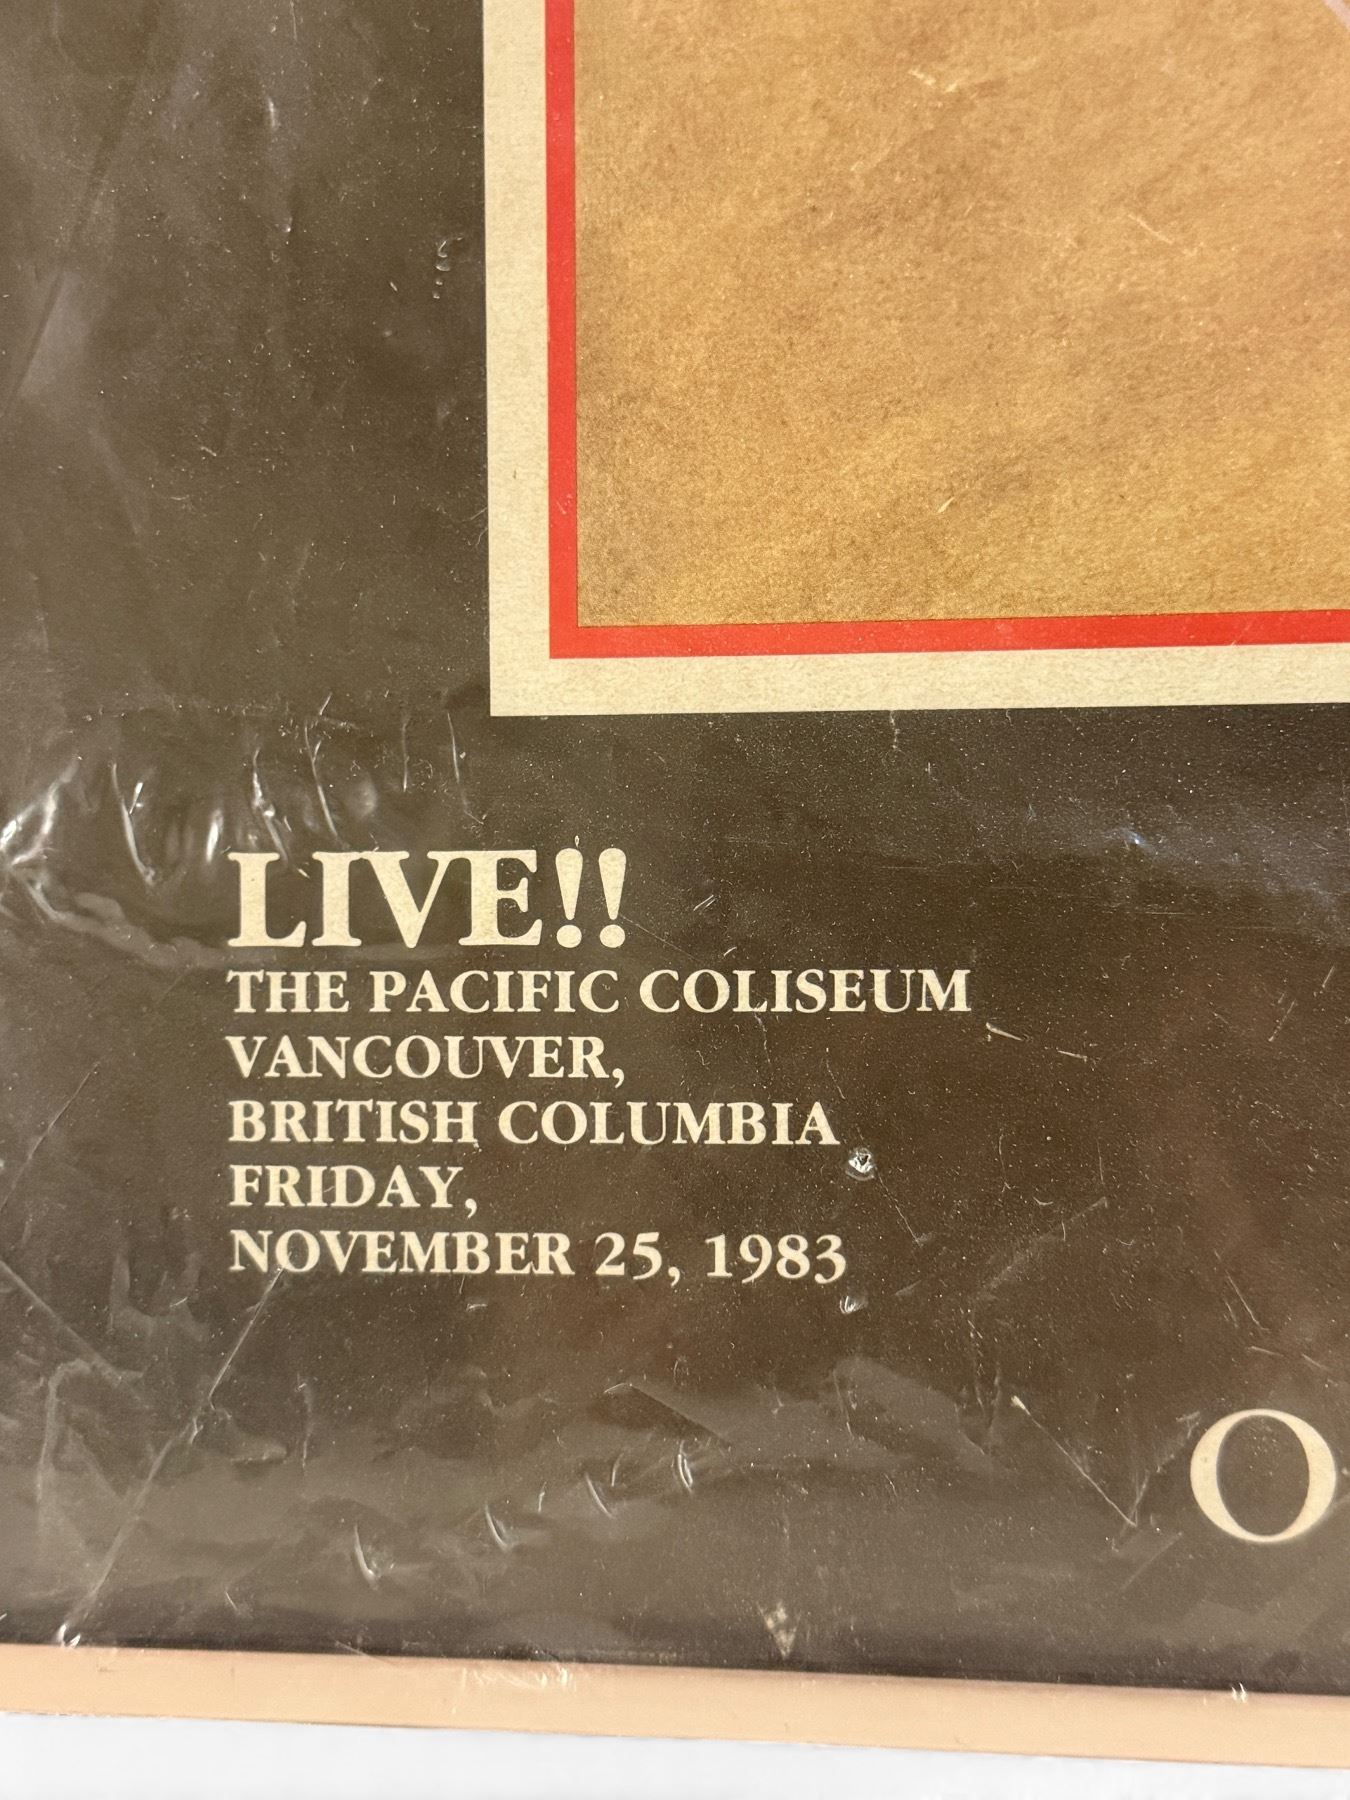 LIVE!!
THE PACIFIC COLISEUM
VANCOUVER,
BRITISH COLUMBIA
FRIDAY,
NOVEMBER 25, 1983
O